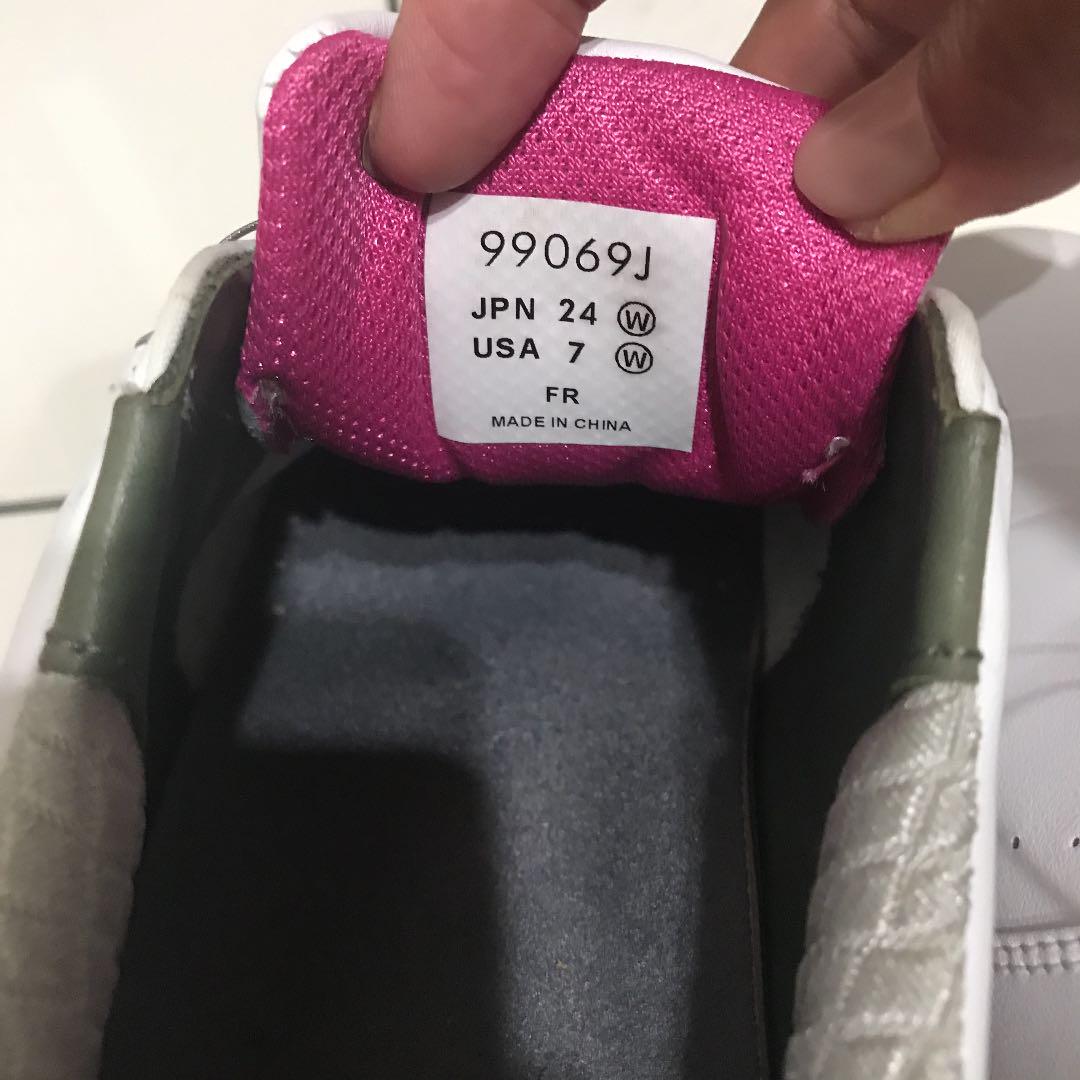 99069J
JPN 24 Ⓦ
USA 7 Ⓦ
FR
MADE IN CHINA